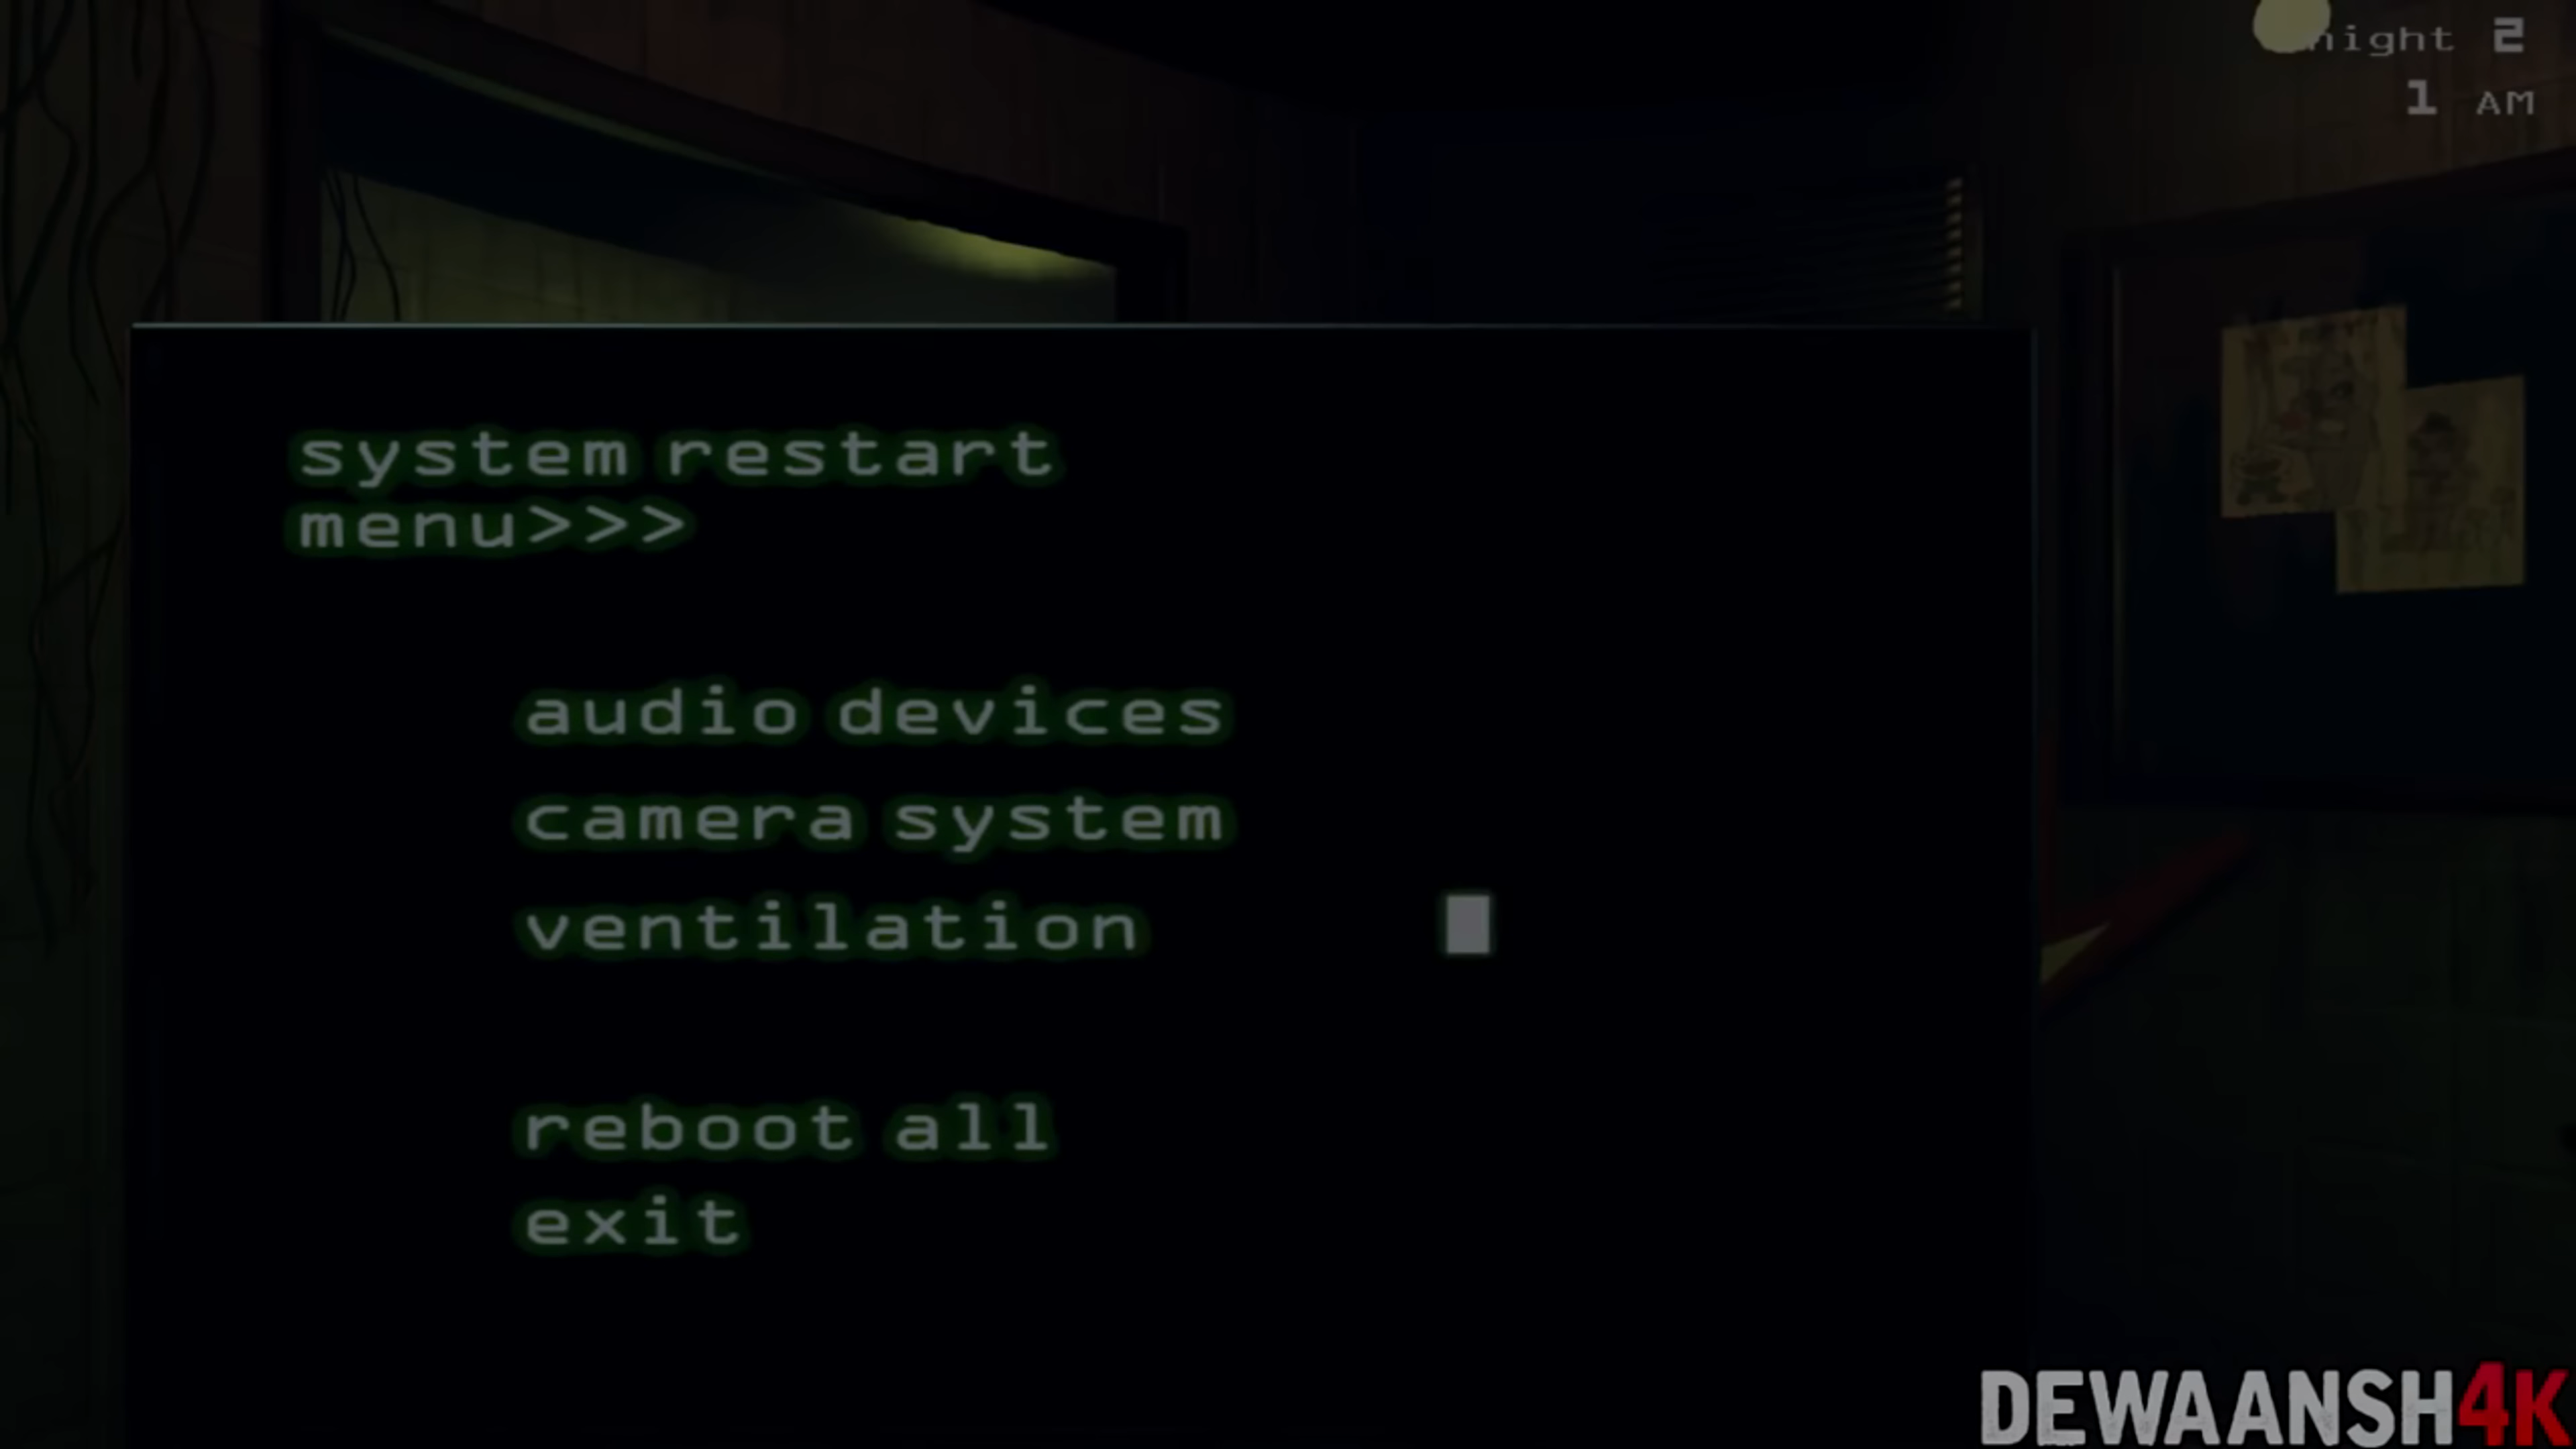 night 2
1 AM
system restart
menu>>>
audio devices
camera system
ventilation
reboot all
exit
DEWAANSH4K